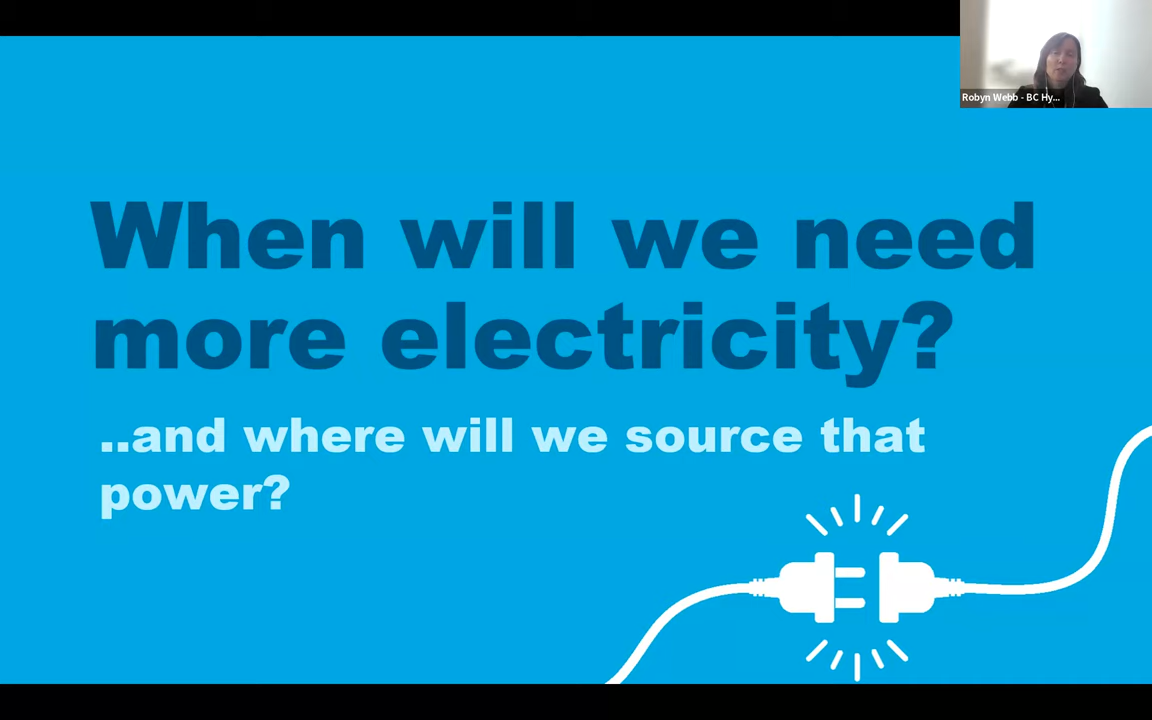 Robyn Webb - BC Hy...
When will we need
more electricity?
..and where will we source that
power?